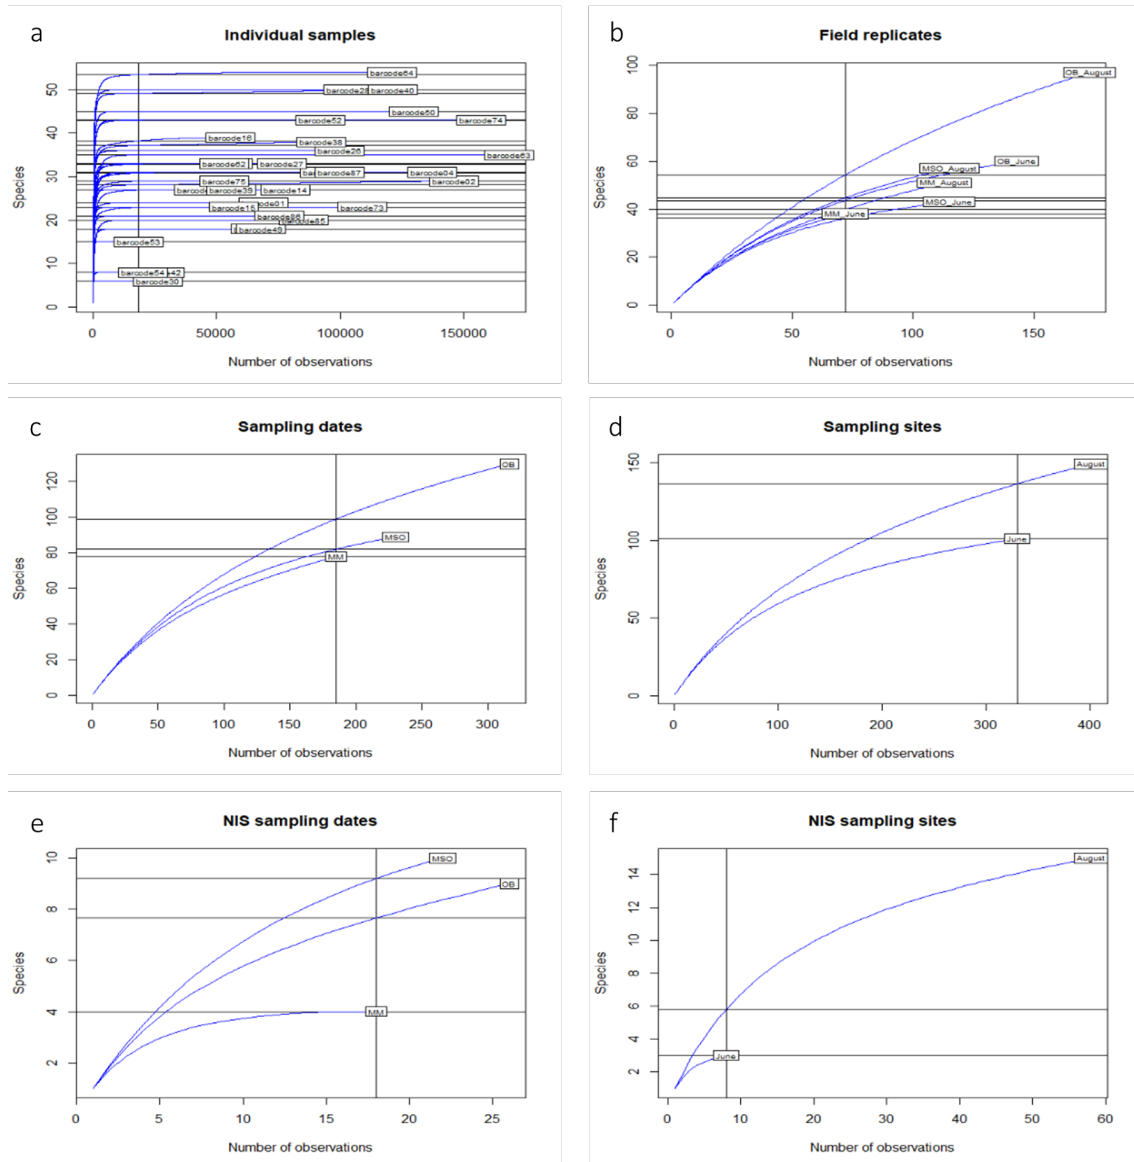 a
Individual samples
Species
0
10
20
30
40
50
0
50000
100000
150000
Number of observations
barcode64
barcode40
barcode50
barcode52
barcode74
barcode16
barcode38
barcode26
barcode63
barcode62
barcode27
barcode87
barcode04
barcode75
barcode02
barcode39
barcode14
barcode73
barcode15
barcode49
barcode53
barcode54
barcode30
b
Field replicates
Species
0
20
40
60
80
100
0
50
100
150
Number of observations
OB_August
OB_June
MSO_August
MM_August
MSO_June
MM_June
c
Sampling dates
Species
0
20
40
60
80
100
120
0
50
100
150
200
250
300
Number of observations
OB
MSO
MM
d
Sampling sites
Species
0
50
100
150
0
100
200
300
400
Number of observations
August
June
e
NIS sampling dates
Species
2
4
6
8
10
0
5
10
15
20
25
Number of observations
MSO
OB
MM
f
NIS sampling sites
Species
2
4
6
8
10
12
14
0
10
20
30
40
50
60
Number of observations
August
June